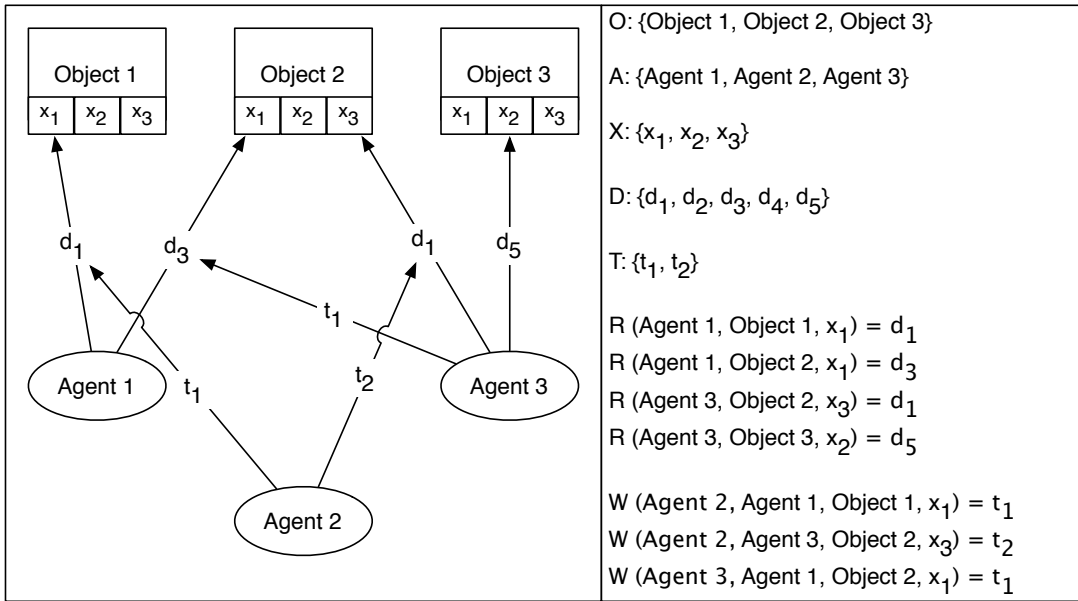 Object 1
Object 2
Object 3
x₁ x₂ x₃
x₁ x₂ x₃
x₁ x₂ x₃
d₁
d₃
d₁
d₅
t₁
t₁
t₂
Agent 1
Agent 3
Agent 2
O: {Object 1, Object 2, Object 3}
A: {Agent 1, Agent 2, Agent 3}
X: {x₁, x₂, x₃}
D: {d₁, d₂, d₃, d₄, d₅}
T: {t₁, t₂}
R (Agent 1, Object 1, x₁) = d₁
R (Agent 1, Object 2, x₁) = d₃
R (Agent 3, Object 2, x₃) = d₁
R (Agent 3, Object 3, x₂) = d₅
W (Agent 2, Agent 1, Object 1, x₁) = t₁
W (Agent 2, Agent 3, Object 2, x₃) = t₂
W (Agent 3, Agent 1, Object 2, x₁) = t₁